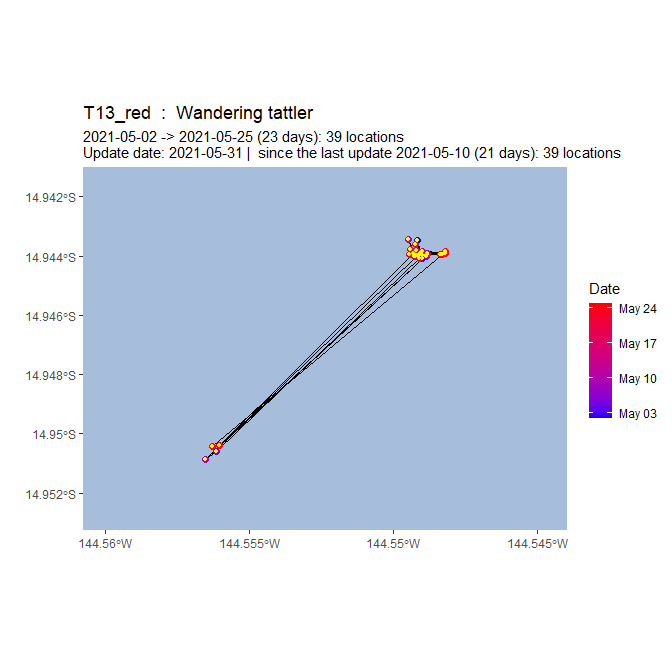 T13_red  :  Wandering tattler
2021-05-02 -> 2021-05-25 (23 days): 39 locations
Update date: 2021-05-31 |  since the last update 2021-05-10 (21 days): 39 locations
14.942°S
14.944°S
14.946°S
14.948°S
14.95°S
14.952°S
144.56°W
144.555°W
144.55°W
144.545°W
Date
May 24
May 17
May 10
May 03